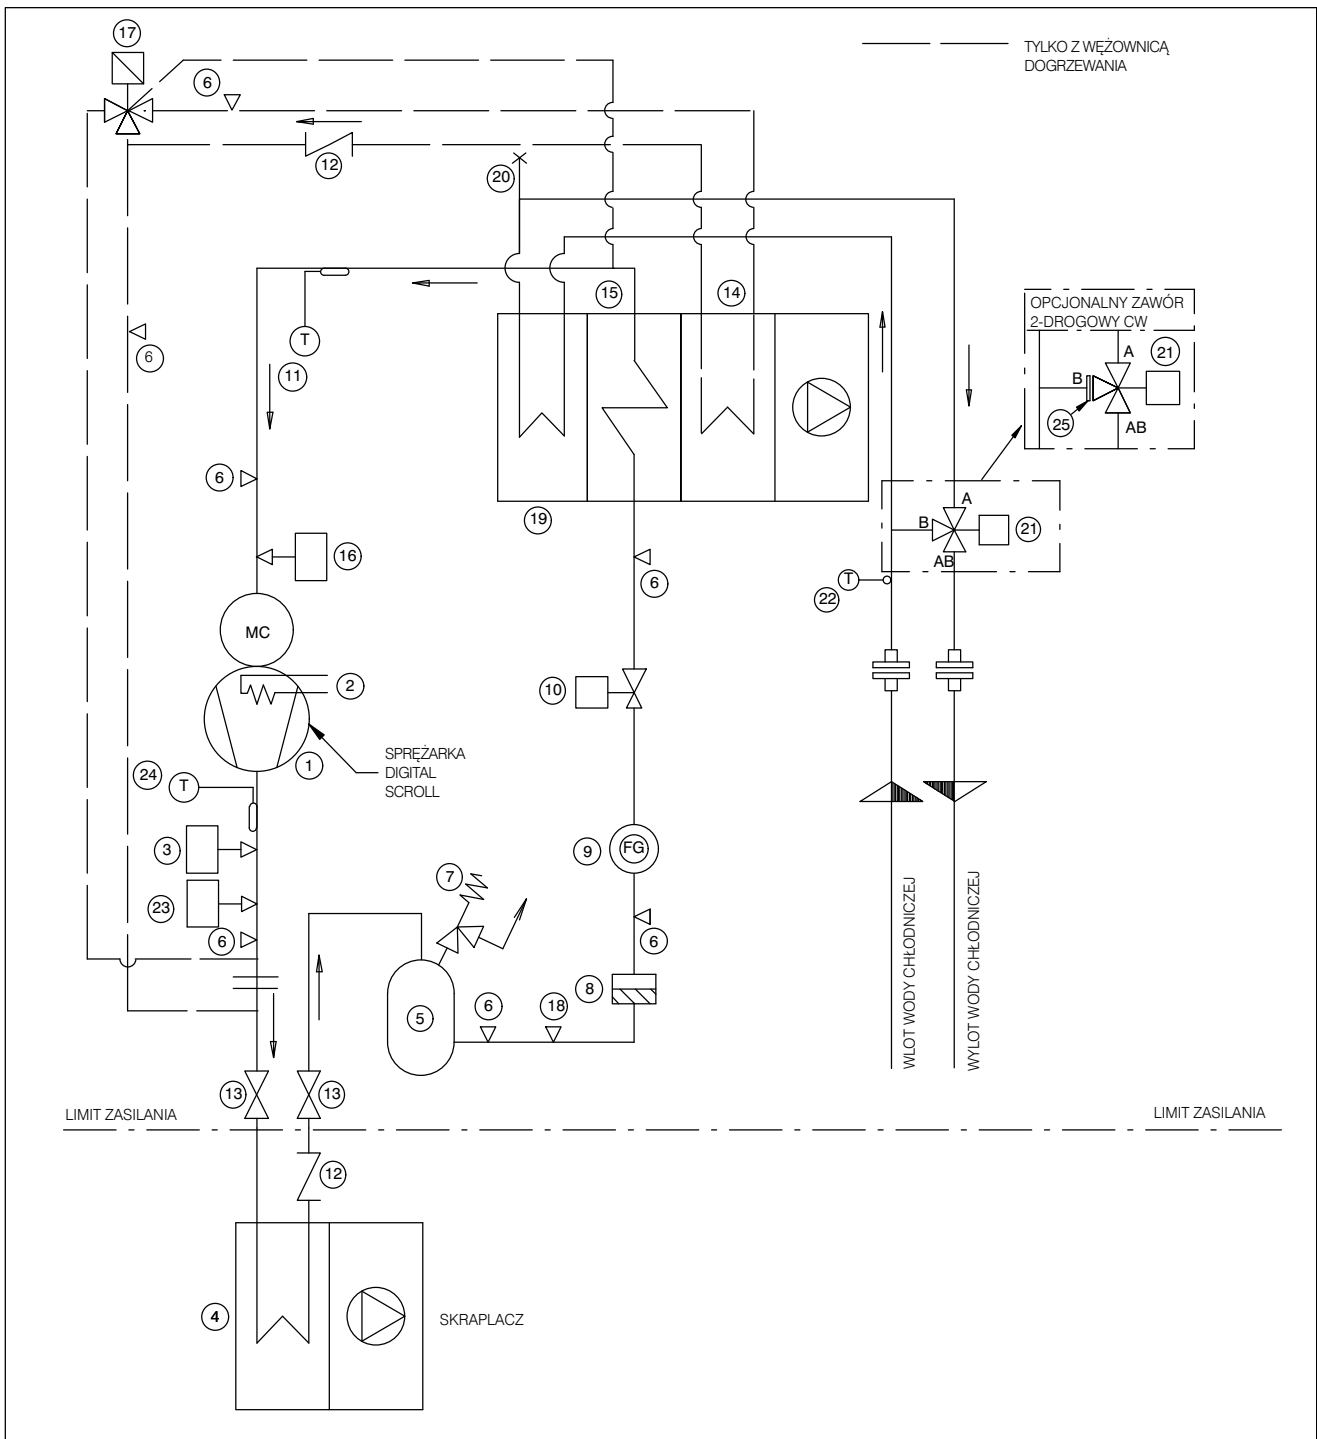 17
TYLKO Z WĘŻOWNICĄ
DOGRZEWANIA
6
12
20
15
14
OPCJONALNY ZAWÓR
2-DROGOWY CW
A
21
B
25
AB
6
T
11
6
19
A
B
21
AB
16
6
T
22
MC
10
2
1
SPRĘŻARKA
DIGITAL
SCROLL
24
T
3
9
FG
23
7
6
6
8
5
6
18
WLOT WODY CHŁODNICZEJ
WYLOT WODY CHŁODNICZEJ
13
13
LIMIT ZASILANIA
LIMIT ZASILANIA
12
4
SKRAPLACZ